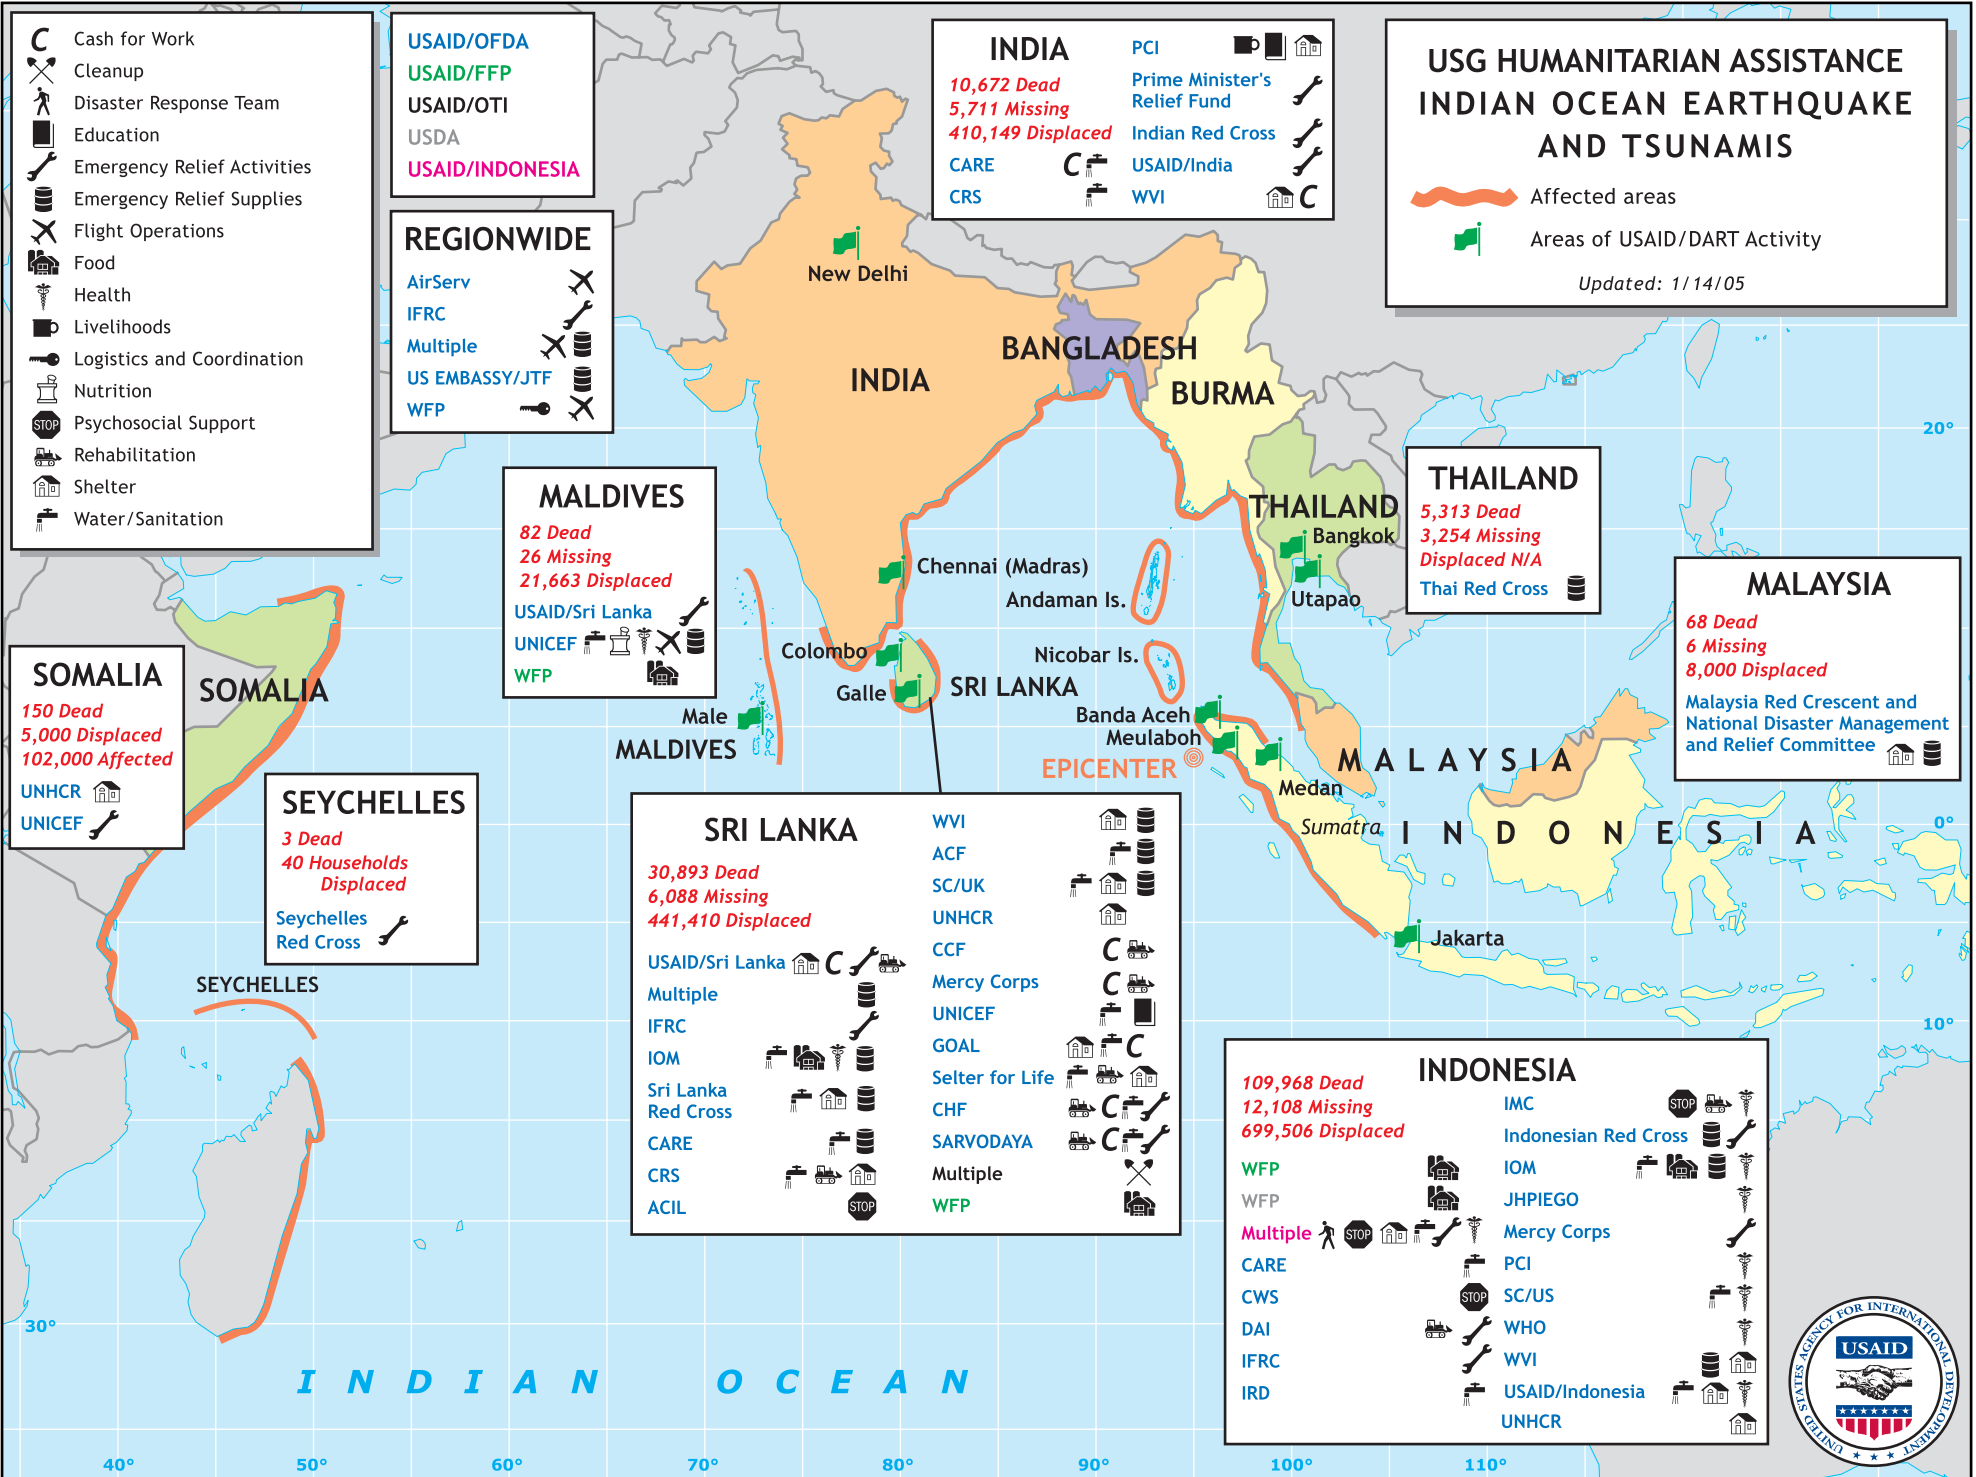 C Cash for Work
Cleanup
Disaster Response Team
Education
Emergency Relief Activities
Emergency Relief Supplies
Flight Operations
Food
Health
Livelihoods
Logistics and Coordination
Nutrition
STOP Psychosocial Support
Rehabilitation
Shelter
Water/Sanitation
USAID/OFDA
USAID/FFP
USAID/OTI
USDA
USAID/INDONESIA
REGIONWIDE
AirServ
IFRC
Multiple
US EMBASSY/JTF
WFP
INDIA
10,672 Dead
5,711 Missing
410,149 Displaced
CARE C
CRS
PCI
Prime Minister's
Relief Fund
Indian Red Cross
USAID/India
WVI C
USG HUMANITARIAN ASSISTANCE
INDIAN OCEAN EARTHQUAKE
AND TSUNAMIS
Affected areas
Areas of USAID/DART Activity
Updated: 1/14/05
New Delhi
INDIA
BANGLADESH
BURMA
THAILAND
Bangkok
Utapao
Chennai (Madras)
Andaman Is.
Nicobar Is.
Colombo
Galle
SRI LANKA
Male
MALDIVES
Banda Aceh
Meulaboh
EPICENTER
Medan
Sumatra
MALAYSIA
INDONESIA
Jakarta
SOMALIA
SEYCHELLES
INDIAN OCEAN
MALDIVES
82 Dead
26 Missing
21,663 Displaced
USAID/Sri Lanka
UNICEF
WFP
THAILAND
5,313 Dead
3,254 Missing
Displaced N/A
Thai Red Cross
MALAYSIA
68 Dead
6 Missing
8,000 Displaced
Malaysia Red Crescent and
National Disaster Management
and Relief Committee
SOMALIA
150 Dead
5,000 Displaced
102,000 Affected
UNHCR
UNICEF
SEYCHELLES
3 Dead
40 Households
Displaced
Seychelles
Red Cross
SRI LANKA
30,893 Dead
6,088 Missing
441,410 Displaced
USAID/Sri Lanka C
Multiple
IFRC
IOM
Sri Lanka
Red Cross
CARE
CRS
ACIL STOP
WVI
ACF
SC/UK
UNHCR
CCF C
Mercy Corps C
UNICEF
GOAL C
Selter for Life
CHF C
SARVODAYA C
Multiple
WFP
INDONESIA
109,968 Dead
12,108 Missing
699,506 Displaced
WFP
WFP
Multiple STOP
CARE
CWS STOP
DAI
IFRC
IRD
IMC STOP
Indonesian Red Cross
IOM
JHPIEGO
Mercy Corps
PCI
SC/US
WHO
WVI
USAID/Indonesia
UNHCR
20°
0°
10°
30°
40°
50°
60°
70°
80°
90°
100°
110°
UNITED STATES AGENCY FOR INTERNATIONAL DEVELOPMENT
USAID